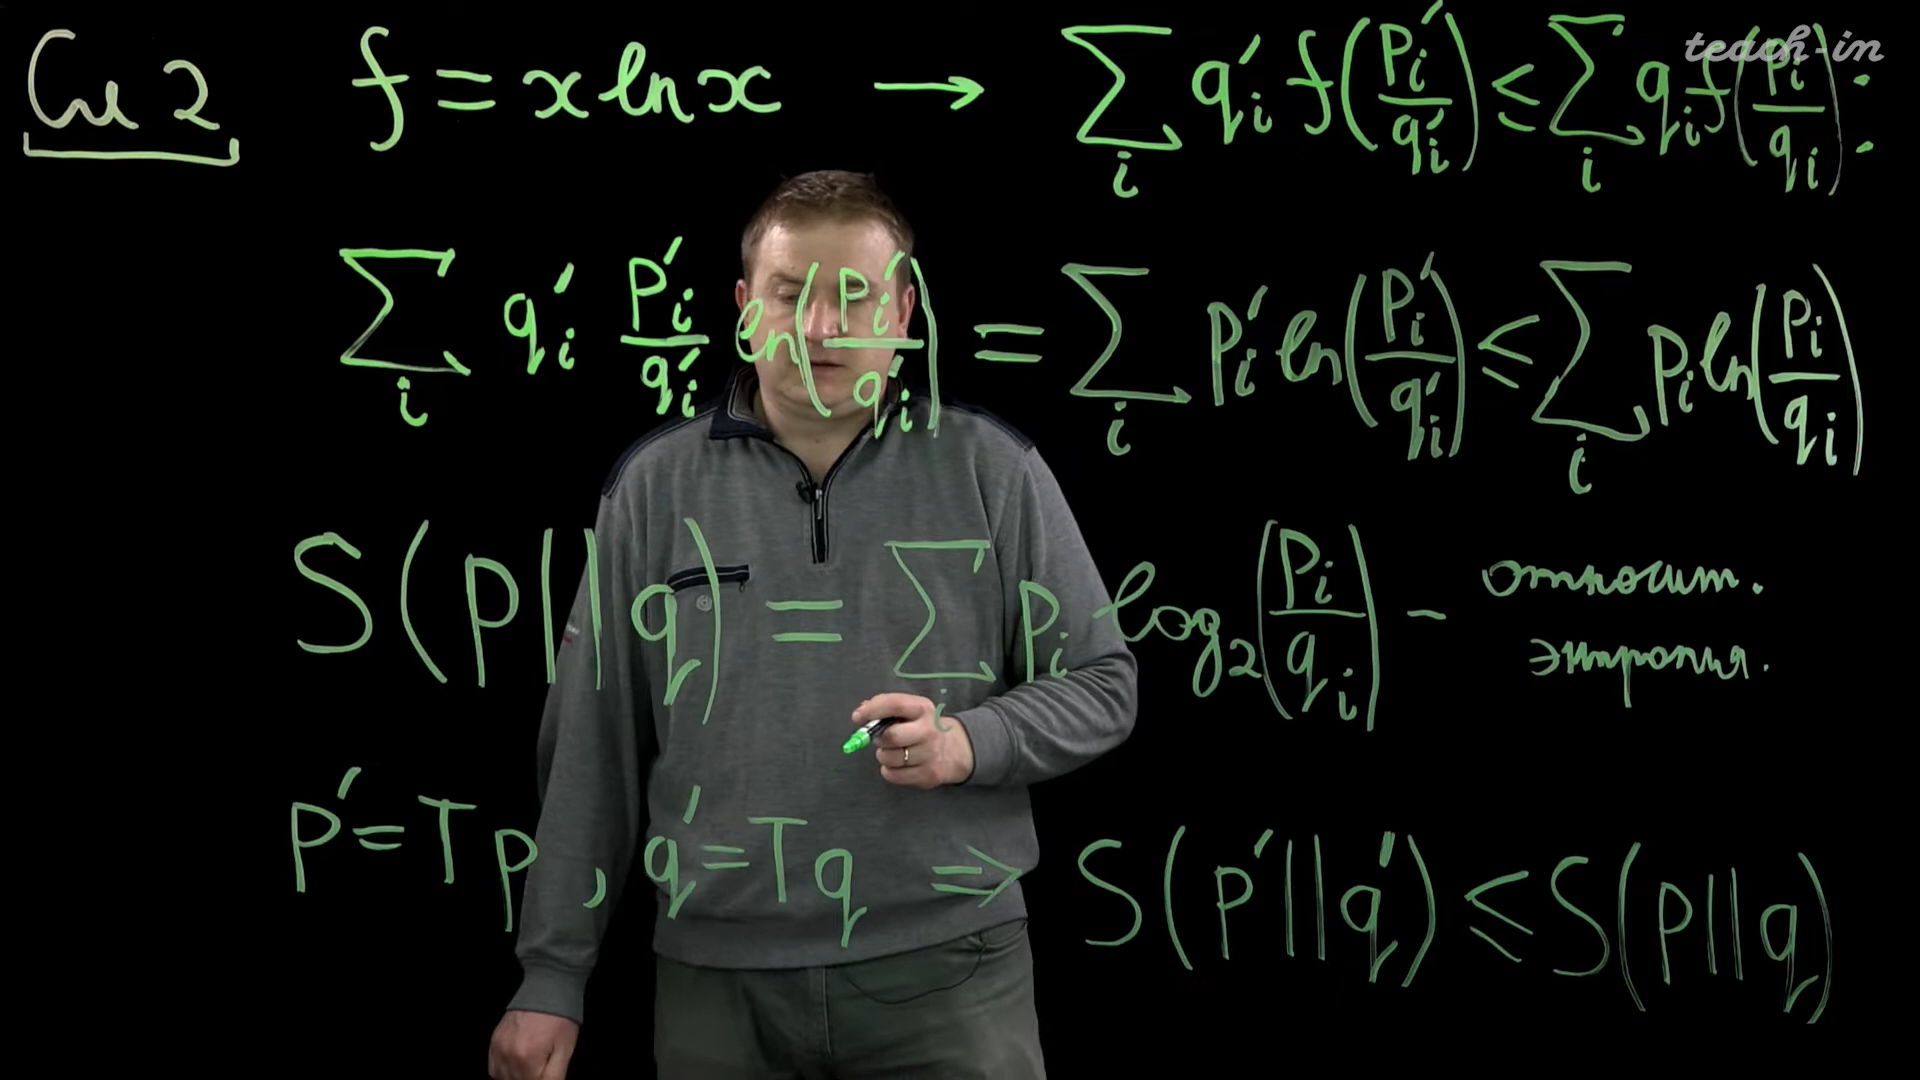 Сл 2 f = x ln x → ∑_i q'_i f(p'_i/q'_i) ≤ ∑_i q_i f(p_i/q_i) :
∑_i q'_i p'_i/q'_i ln(p'_i/q'_i) = ∑_i p'_i ln(p'_i/q'_i) ≤ ∑_i p_i ln(p_i/q_i)
S(p||q) = ∑_i p_i log_2(p_i/q_i) – относит.
энтропия.
p' = Tp , q' = Tq ⇒ S(p'||q') ≤ S(p||q)
teach-in